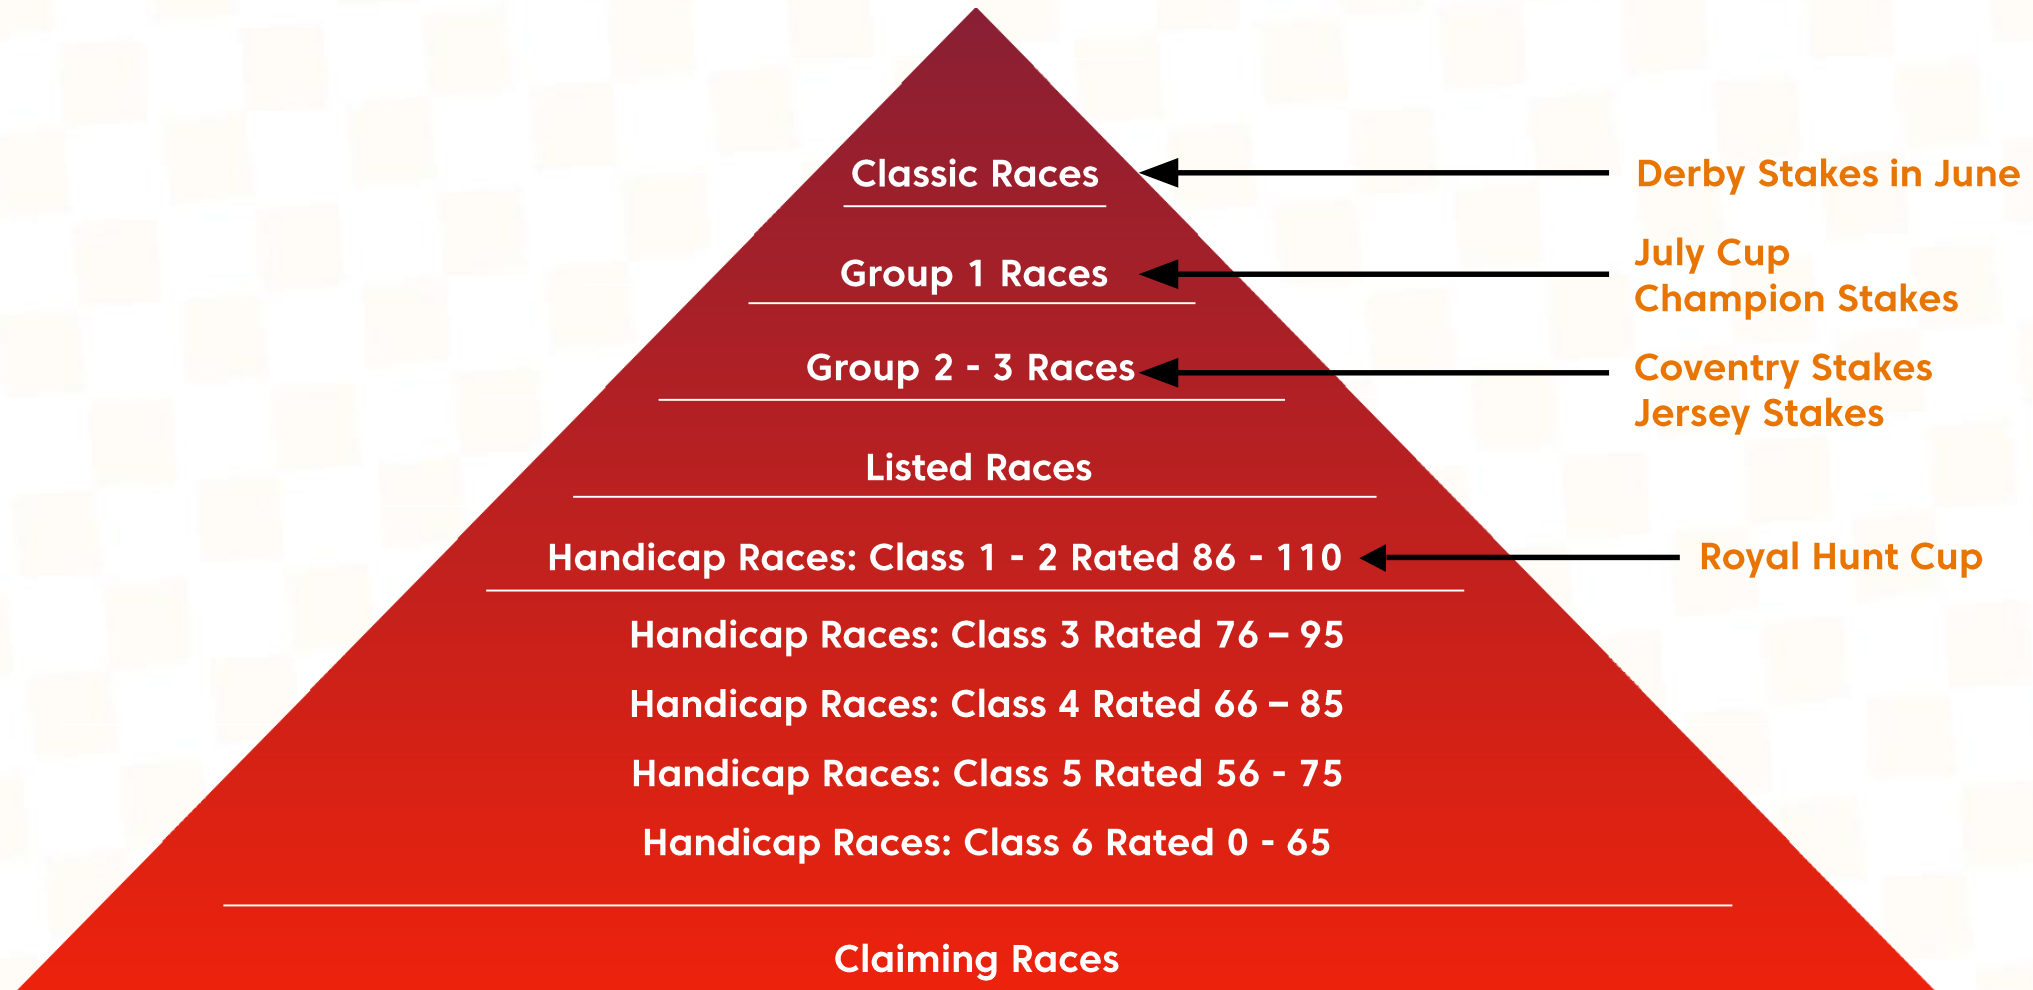 Classic Races
Derby Stakes in June
Group 1 Races
July Cup
Champion Stakes
Group 2 - 3 Races
Coventry Stakes
Jersey Stakes
Listed Races
Handicap Races: Class 1 - 2 Rated 86 - 110
Royal Hunt Cup
Handicap Races: Class 3 Rated 76 – 95
Handicap Races: Class 4 Rated 66 – 85
Handicap Races: Class 5 Rated 56 - 75
Handicap Races: Class 6 Rated 0 - 65
Claiming Races